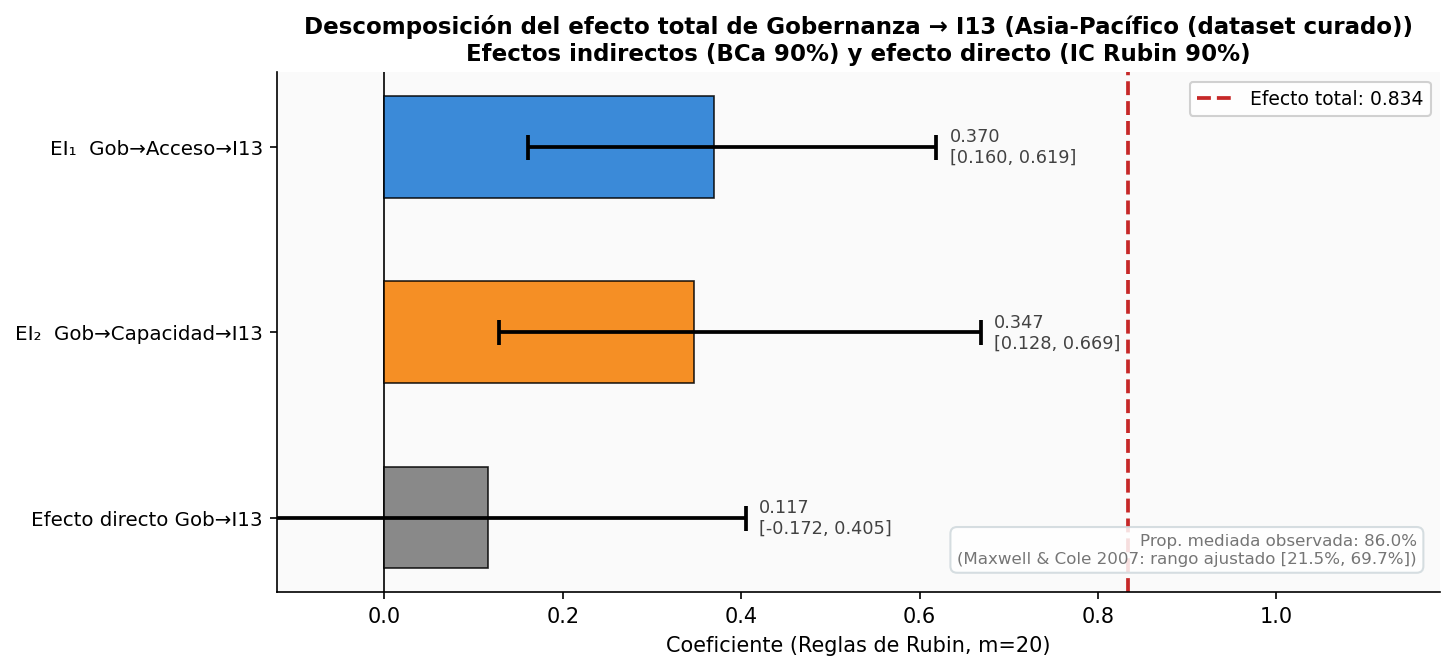 Descomposición del efecto total de Gobernanza → I13 (Asia-Pacífico (dataset curado))
Efectos indirectos (BCa 90%) y efecto directo (IC Rubin 90%)
Efecto total: 0.834
EI₁ Gob→Acceso→I13
0.370
[0.160, 0.619]
EI₂ Gob→Capacidad→I13
0.347
[0.128, 0.669]
Efecto directo Gob→I13
0.117
[-0.172, 0.405]
Prop. mediada observada: 86.0%
(Maxwell & Cole 2007: rango ajustado [21.5%, 69.7%])
0.0 0.2 0.4 0.6 0.8 1.0
Coeficiente (Reglas de Rubin, m=20)